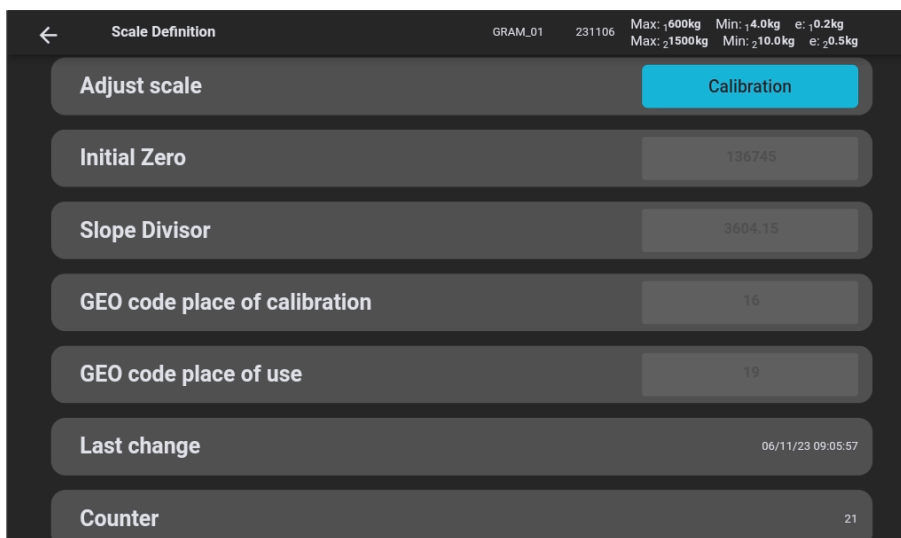 Scale Definition GRAM_01 231106 Max: ₁600kg Min: ₁4.0kg e: ₁0.2kg
Max: ₂1500kg Min: ₂10.0kg e: ₂0.5kg
Adjust scale Calibration
Initial Zero 136745
Slope Divisor 3604.15
GEO code place of calibration 16
GEO code place of use 19
Last change 06/11/23 09:05:57
Counter 21